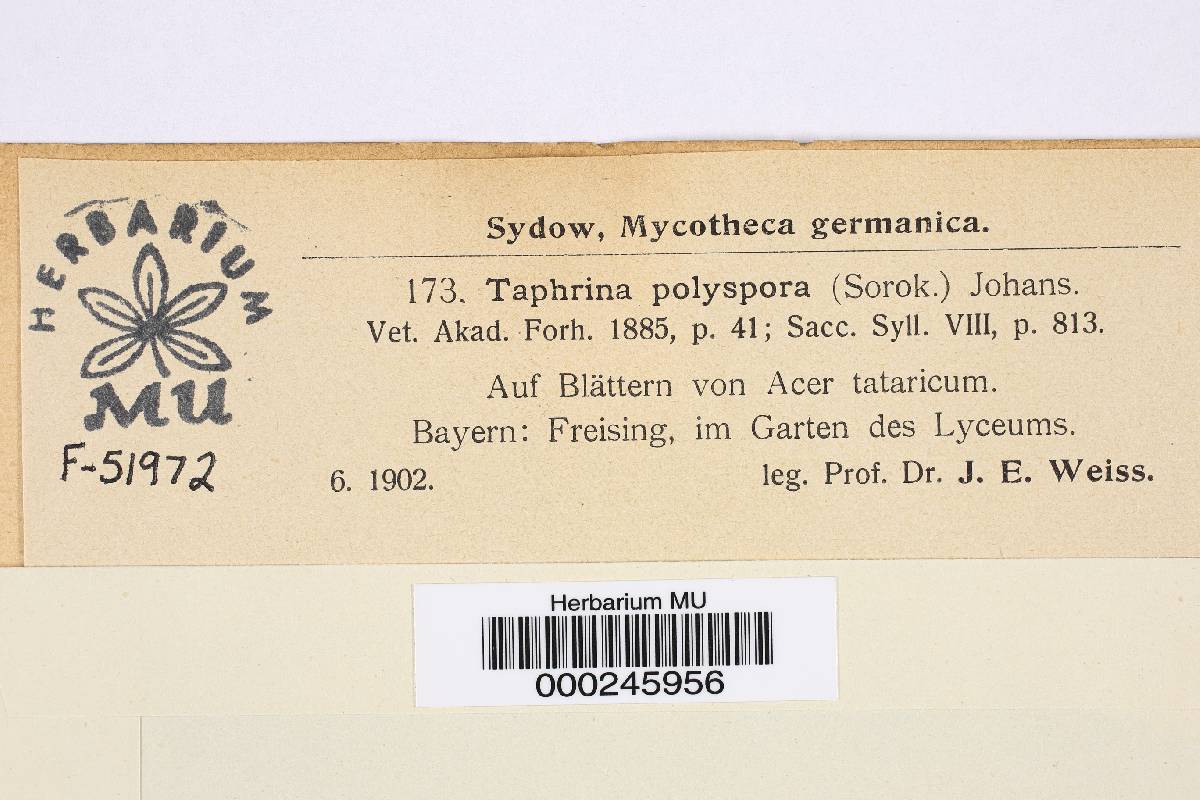 HERBARIUM
MU
F-51972
Sydow, Mycotheca germanica.
173. Taphrina polyspora (Sorok.) Johans.
Vet. Akad. Forh. 1885, p. 41; Sacc. Syll. VIII, p. 813.
Auf Blättern von Acer tataricum.
Bayern: Freising, im Garten des Lyceums.
6. 1902. leg. Prof. Dr. J. E. Weiss.
Herbarium MU
000245956